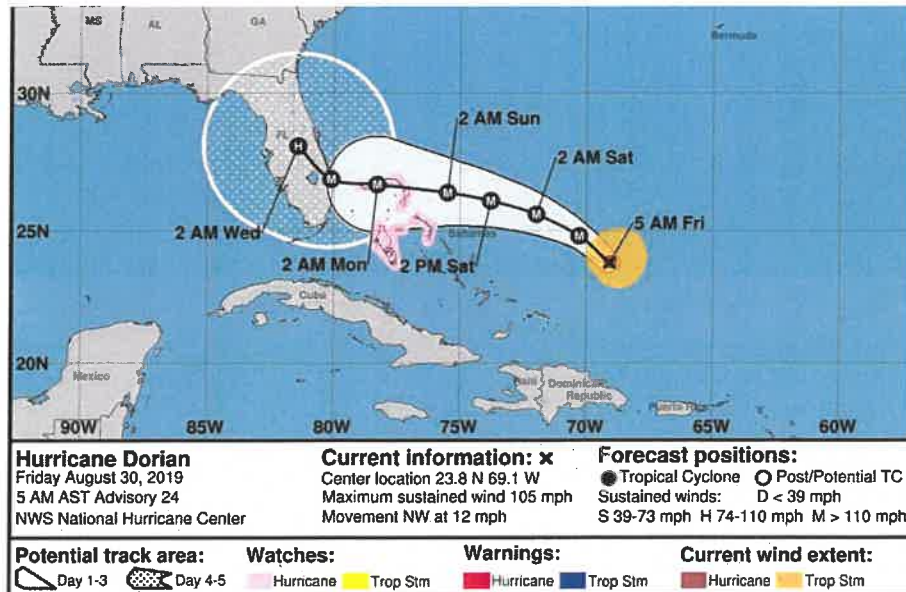 MS
AL
GA
Bermuda
30N
2 AM Sun
2 AM Sat
FL
H
M
M
M
M
M
M
25N
2 AM Wed
5 AM Fri
Bahamas
2 AM Mon
2 PM Sat
Cuba
20N
Mexico
Haiti
Dominican
Republic
Puerto Rico
90W
85W
80W
75W
70W
65W
60W
Hurricane Dorian
Friday August 30, 2019
5 AM AST Advisory 24
NWS National Hurricane Center
Current information: x
Center location 23.8 N 69.1 W
Maximum sustained wind 105 mph
Movement NW at 12 mph
Forecast positions:
Tropical Cyclone Post/Potential TC
Sustained winds: D < 39 mph
S 39-73 mph H 74-110 mph M > 110 mph
Potential track area:
Day 1-3 Day 4-5
Watches:
Hurricane Trop Stm
Warnings:
Hurricane Trop Stm
Current wind extent:
Hurricane Trop Stm